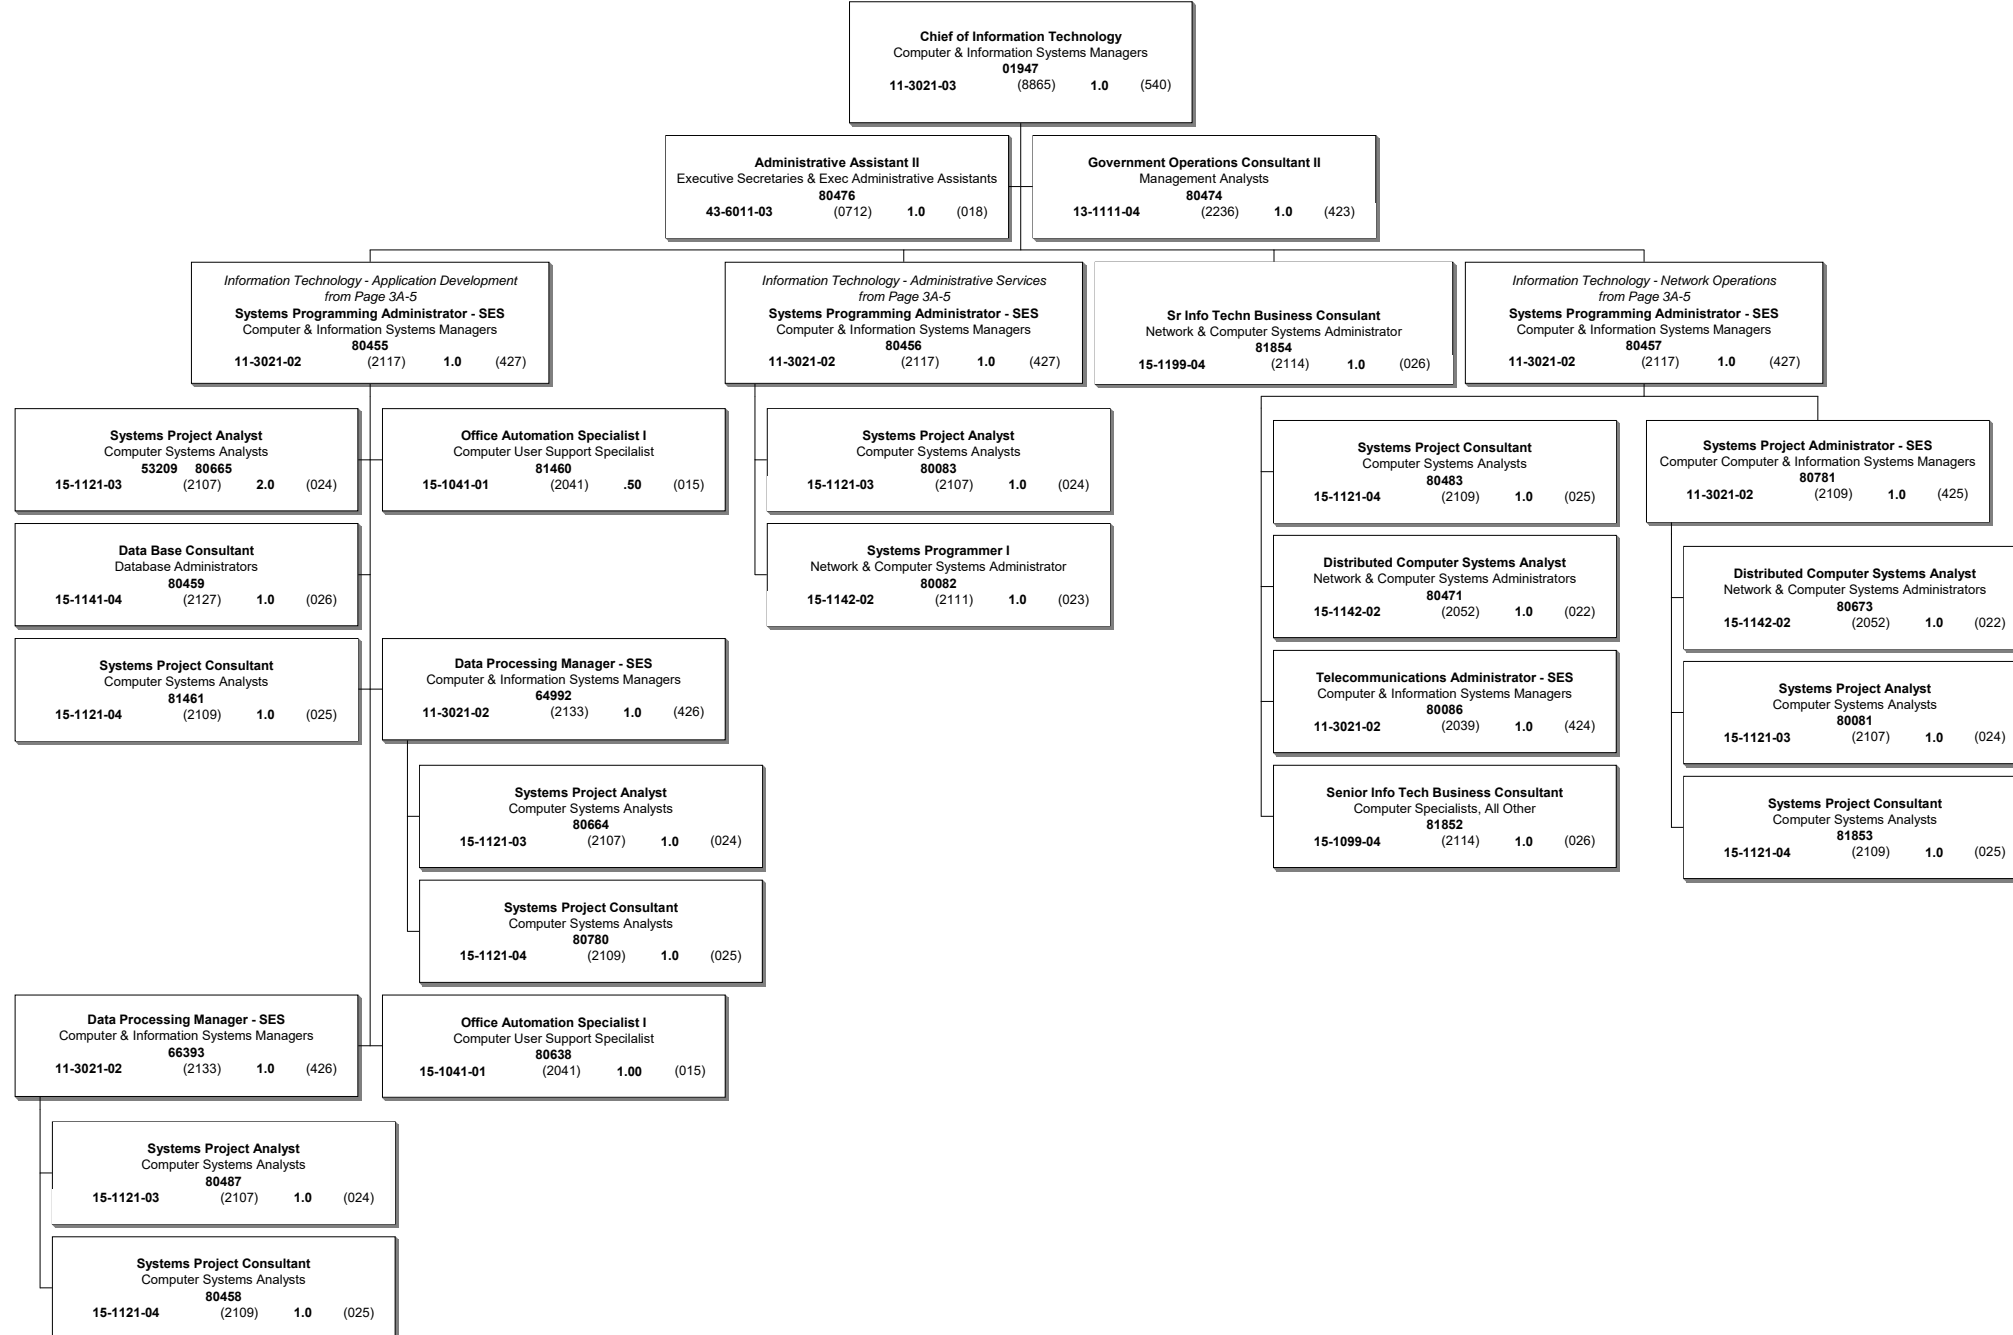 Chief of Information Technology
Computer & Information Systems Managers
01947
11-3021-03 (8865) 1.0 (540)
Administrative Assistant II
Executive Secretaries & Exec Administrative Assistants
80476
43-6011-03 (0712) 1.0 (018)
Government Operations Consultant II
Management Analysts
80474
13-1111-04 (2236) 1.0 (423)
Information Technology - Application Development
from Page 3A-5
Systems Programming Administrator - SES
Computer & Information Systems Managers
80455
11-3021-02 (2117) 1.0 (427)
Information Technology - Administrative Services
from Page 3A-5
Systems Programming Administrator - SES
Computer & Information Systems Managers
80456
11-3021-02 (2117) 1.0 (427)
Sr Info Techn Business Consulant
Network & Computer Systems Administrator
81854
15-1199-04 (2114) 1.0 (026)
Information Technology - Network Operations
from Page 3A-5
Systems Programming Administrator - SES
Computer & Information Systems Managers
80457
11-3021-02 (2117) 1.0 (427)
Systems Project Analyst
Computer Systems Analysts
53209 80665
15-1121-03 (2107) 2.0 (024)
Office Automation Specialist I
Computer User Support Specilalist
81460
15-1041-01 (2041) .50 (015)
Data Base Consultant
Database Administrators
80459
15-1141-04 (2127) 1.0 (026)
Systems Project Consultant
Computer Systems Analysts
81461
15-1121-04 (2109) 1.0 (025)
Data Processing Manager - SES
Computer & Information Systems Managers
64992
11-3021-02 (2133) 1.0 (426)
Systems Project Analyst
Computer Systems Analysts
80664
15-1121-03 (2107) 1.0 (024)
Systems Project Consultant
Computer Systems Analysts
80780
15-1121-04 (2109) 1.0 (025)
Data Processing Manager - SES
Computer & Information Systems Managers
66393
11-3021-02 (2133) 1.0 (426)
Office Automation Specialist I
Computer User Support Specilalist
80638
15-1041-01 (2041) 1.00 (015)
Systems Project Analyst
Computer Systems Analysts
80487
15-1121-03 (2107) 1.0 (024)
Systems Project Consultant
Computer Systems Analysts
80458
15-1121-04 (2109) 1.0 (025)
Systems Project Analyst
Computer Systems Analysts
80083
15-1121-03 (2107) 1.0 (024)
Systems Programmer I
Network & Computer Systems Administrator
80082
15-1142-02 (2111) 1.0 (023)
Systems Project Consultant
Computer Systems Analysts
80483
15-1121-04 (2109) 1.0 (025)
Distributed Computer Systems Analyst
Network & Computer Systems Administrators
80471
15-1142-02 (2052) 1.0 (022)
Telecommunications Administrator - SES
Computer & Information Systems Managers
80086
11-3021-02 (2039) 1.0 (424)
Senior Info Tech Business Consultant
Computer Specialists, All Other
81852
15-1099-04 (2114) 1.0 (026)
Systems Project Administrator - SES
Computer Computer & Information Systems Managers
80781
11-3021-02 (2109) 1.0 (425)
Distributed Computer Systems Analyst
Network & Computer Systems Administrators
80673
15-1142-02 (2052) 1.0 (022)
Systems Project Analyst
Computer Systems Analysts
80081
15-1121-03 (2107) 1.0 (024)
Systems Project Consultant
Computer Systems Analysts
81853
15-1121-04 (2109) 1.0 (025)